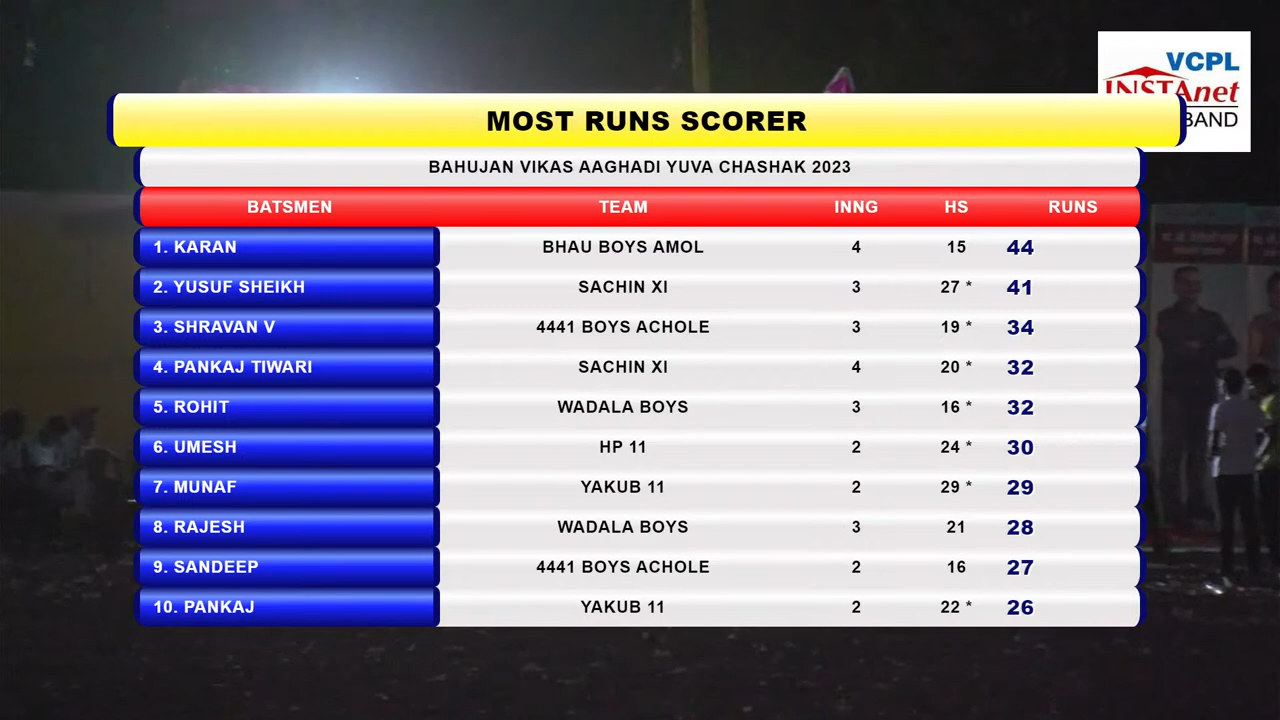 VCPL
INSTAnet
BAND
MOST RUNS SCORER
BAHUJAN VIKAS AAGHADI YUVA CHASHAK 2023
BATSMEN TEAM INNG HS RUNS
1. KARAN BHAU BOYS AMOL 4 15 44
2. YUSUF SHEIKH SACHIN XI 3 27 * 41
3. SHRAVAN V 4441 BOYS ACHOLE 3 19 * 34
4. PANKAJ TIWARI SACHIN XI 4 20 * 32
5. ROHIT WADALA BOYS 3 16 * 32
6. UMESH HP 11 2 24 * 30
7. MUNAF YAKUB 11 2 29 * 29
8. RAJESH WADALA BOYS 3 21 28
9. SANDEEP 4441 BOYS ACHOLE 2 16 27
10. PANKAJ YAKUB 11 2 22 * 26